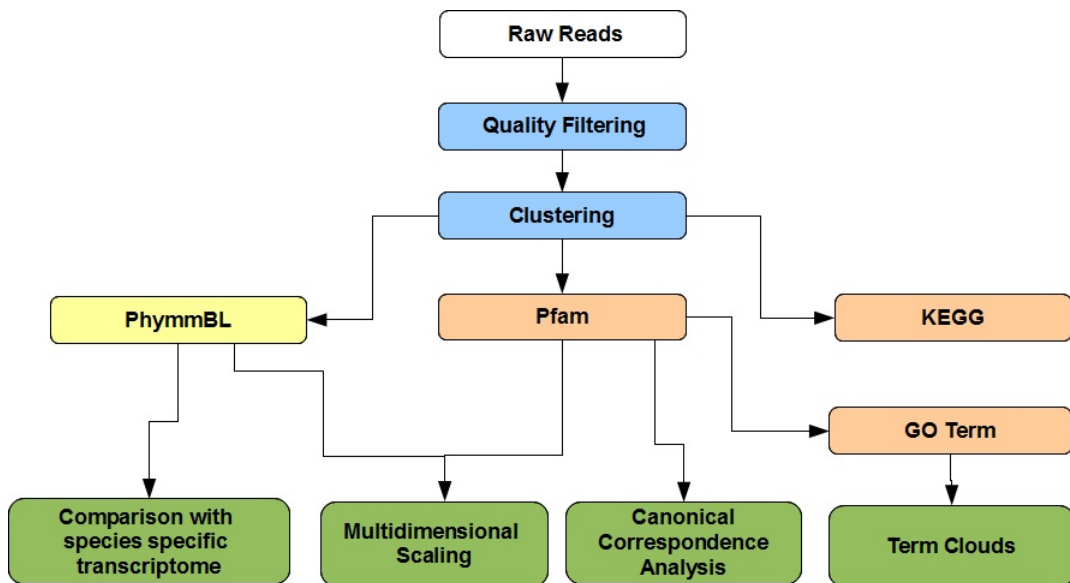 Raw Reads
Quality Filtering
Clustering
PhymmBL
Pfam
KEGG
GO Term
Comparison with
species specific
transcriptome
Multidimensional
Scaling
Canonical
Correspondence
Analysis
Term Clouds